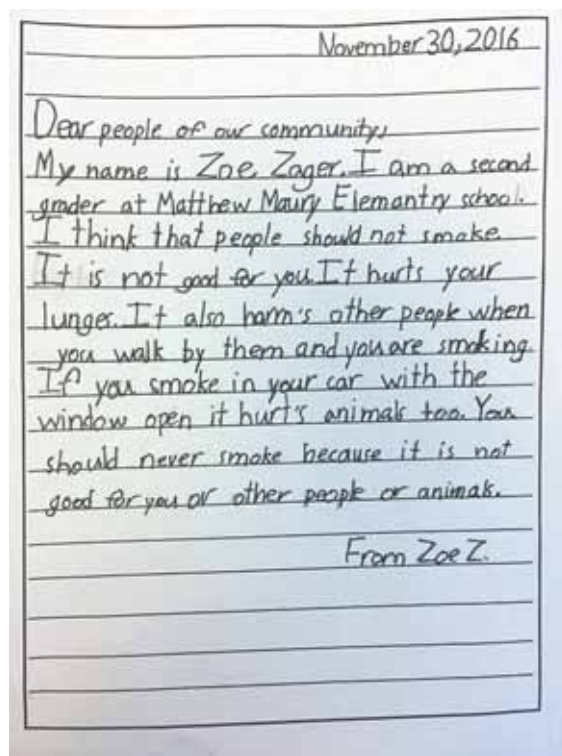 November 30, 2016
Dear people of our community,
My name is Zoe Zager. I am a second
grader at Matthew Maury Elemantry school.
I think that people should not smoke.
It is not good for you. It hurts your
lunges. It also harm's other people when
you walk by them and you are smoking.
If you smoke in your car with the
window open it hurt's animals too. You
should never smoke because it is not
good for you or other people or animals.
From Zoe Z.